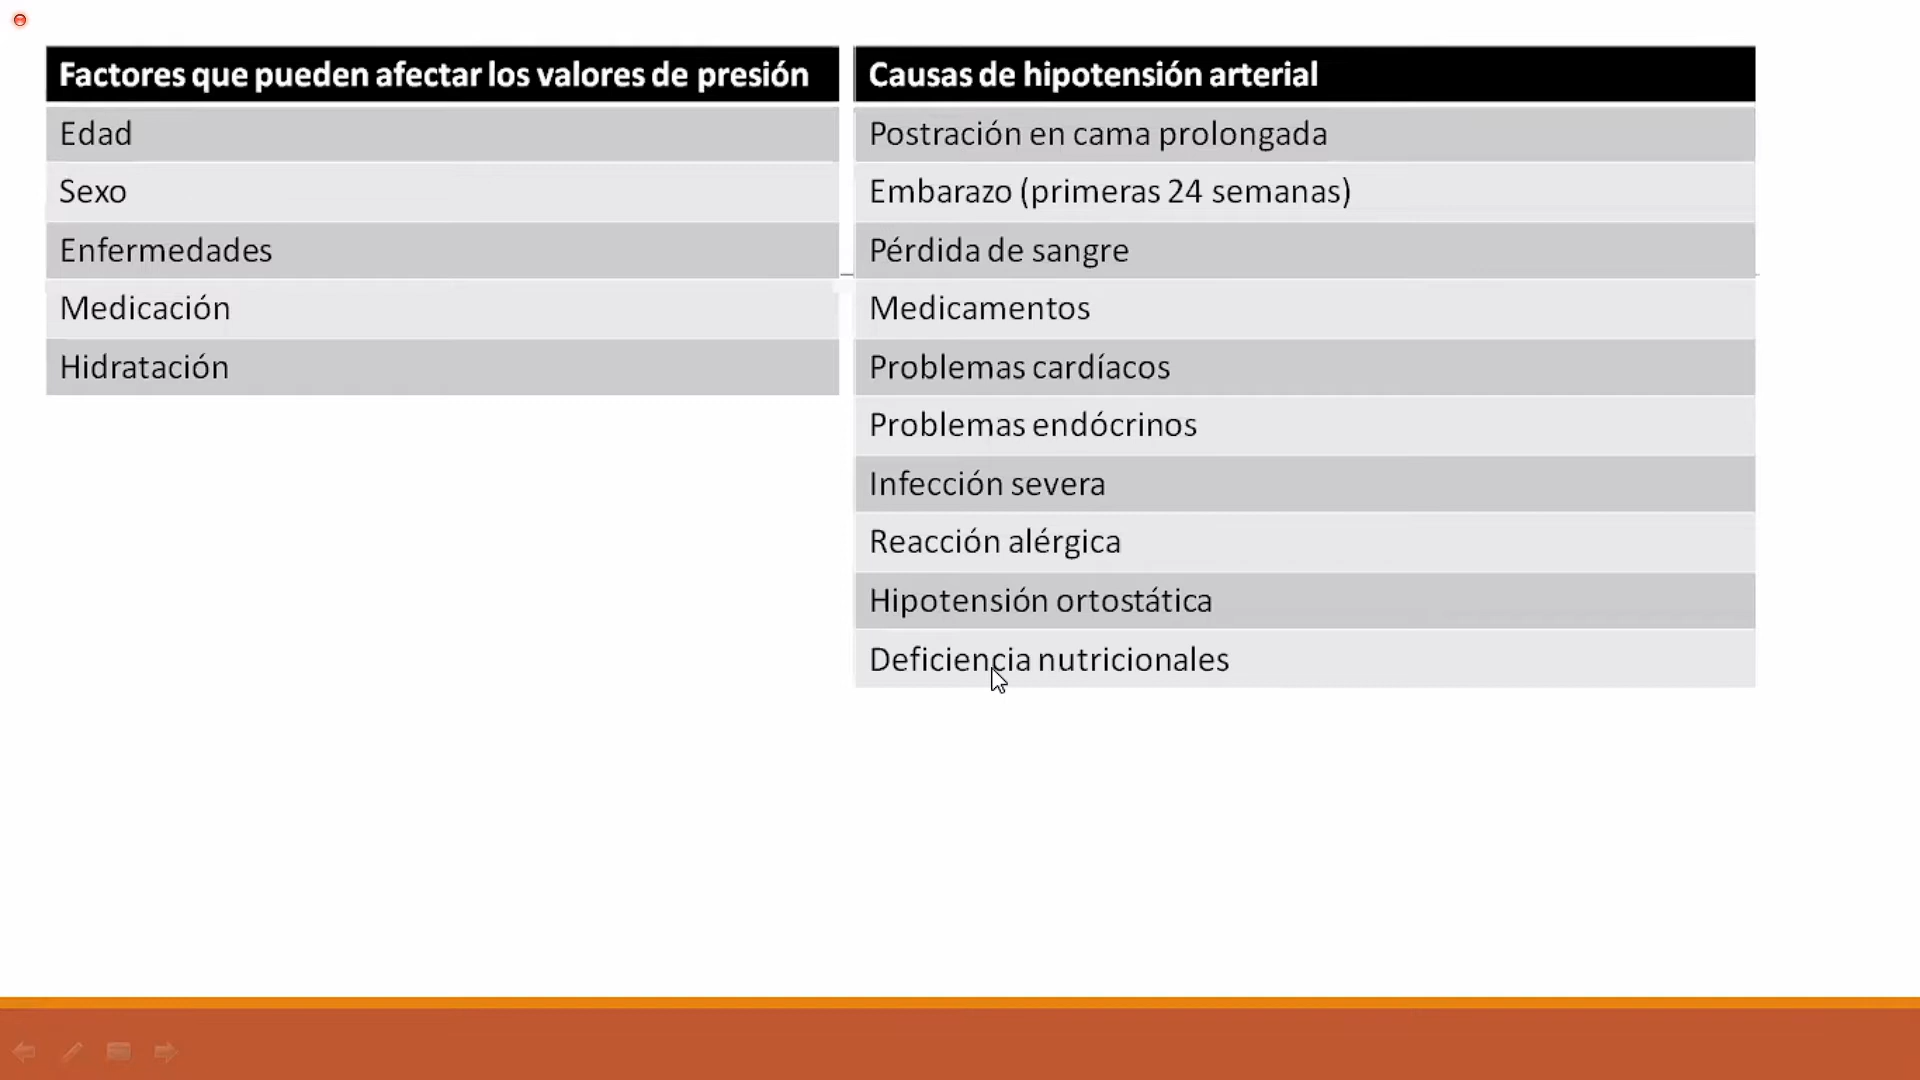 Factores que pueden afectar los valores de presión
Edad
Sexo
Enfermedades
Medicación
Hidratación
Causas de hipotensión arterial
Postración en cama prolongada
Embarazo (primeras 24 semanas)
Pérdida de sangre
Medicamentos
Problemas cardíacos
Problemas endócrinos
Infección severa
Reacción alérgica
Hipotensión ortostática
Deficiencia nutricionales